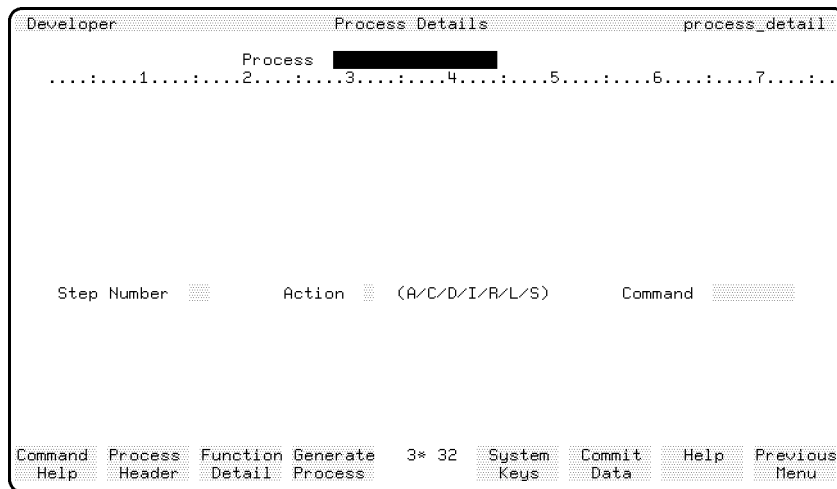 Developer Process Details process_detail
Process
....:....1....:....2....:....3....:....4....:....5....:....6....:....7....:..
Step Number Action (A/C/D/I/R/L/S) Command
Command Process Function Generate 3* 32 System Commit Help Previous
Help Header Detail Process Keys Data Menu